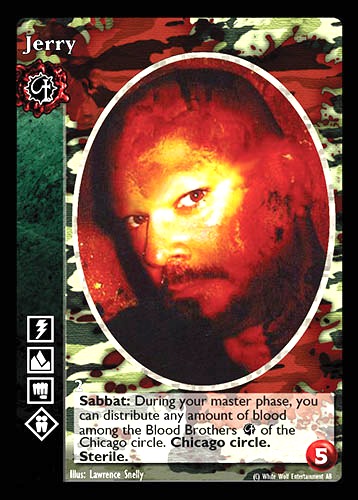 Jerry
2
Sabbat: During your master phase, you
can distribute any amount of blood
among the Blood Brothers of the
Chicago circle. Chicago circle.
Sterile.
5
Illus: Lawrence Snelly
(C) White Wolf Entertainment AB